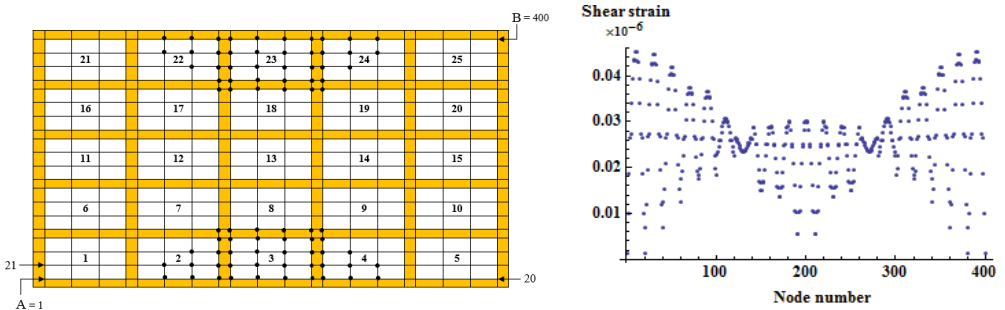 B = 400
21 22 23 24 25
16 17 18 19 20
11 12 13 14 15
6 7 8 9 10
21 1 2 3 4 5 20
A = 1
Shear strain
×10⁻⁶
0.04
0.03
0.02
0.01
100 200 300 400
Node number